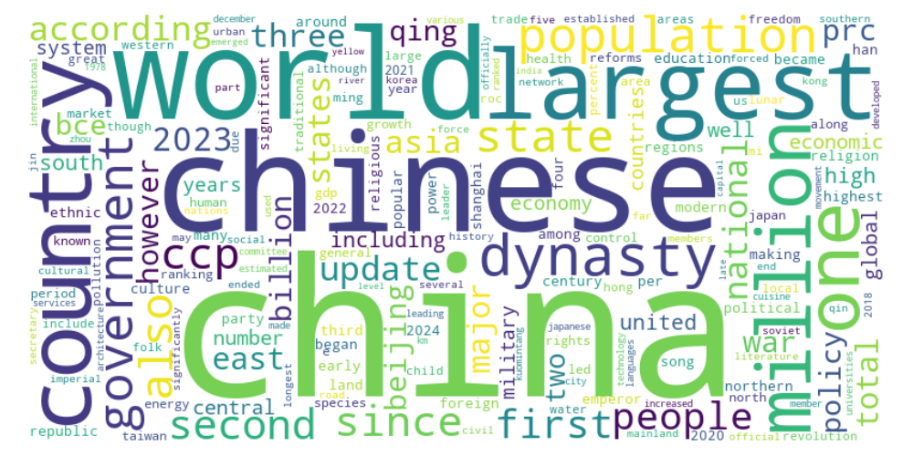 december
urban
emerged
yellow
around
five
established
areas
freedom
southern
according
western
three
qing
trade
various
population
officially
ranked
prc
system
great
1978
although
river
large
2021
health
education
forced
became
han
international
market
part
korea
year
reforms
india
network
kong
country
world
largest
bce
though
zhou
2023
due
significant
traditional
ming
roc
growth
force
percent
area
us
lunar
developed
south
jin
states
asia
state
countries
well
along
economic
religion
years
human
living
gdp
2022
religious
popular
power
leader
shanghai
four
regions
mi
high
highest
ethnic
however
chinese
economy
modern
capital
movement
million
known
may
many
social
nations
used
history
far
members
japan
national
government
pollution
ccp
billion
including
among
control
late
making
end
one
global
cultural
committee
ranking
estimated
general
several
dynasty
century
hong
per
cuisine
local
political
2018
period
services
culture
ended
level
update
leading
km
kuomintang
japanese
rights
united
soviet
qin
include
architecture
significantly
also
party
number
made
began
third
2024
beijing
major
military
two
technology
languages
war
policy
total
secretary
folk
east
longest
early
child
land
road
led
city
song
literature
northern
universities
imperial
energy
central
species
foreign
water
emperor
north
member
republic
taiwan
second
civil
since
first
increased
mainland
people
2020
official
revolution
china